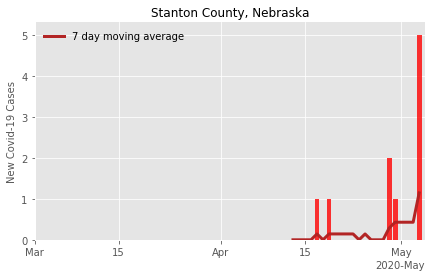 Stanton County, Nebraska
7 day moving average
New Covid-19 Cases
5
4
3
2
1
0
Mar 15 Apr 15 May
2020-May